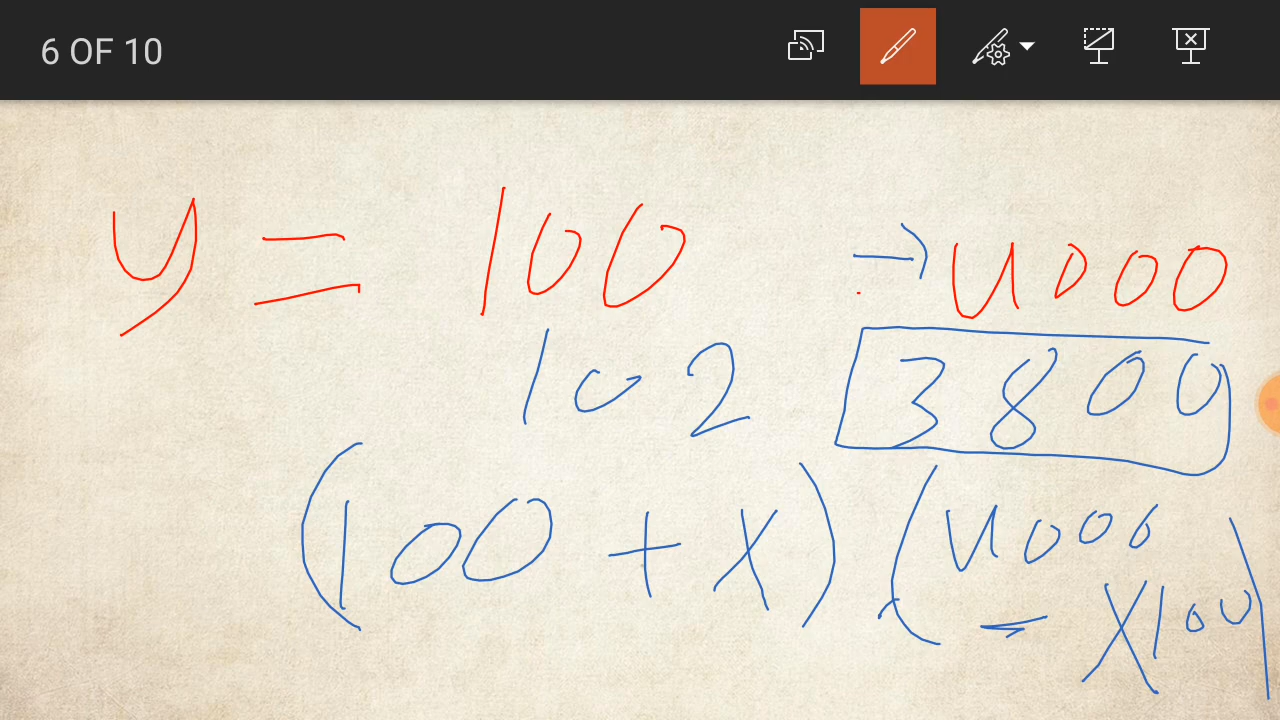 6 OF 10
y = 100 → 4000
102 3800
(100 + x) (4000
- x100)